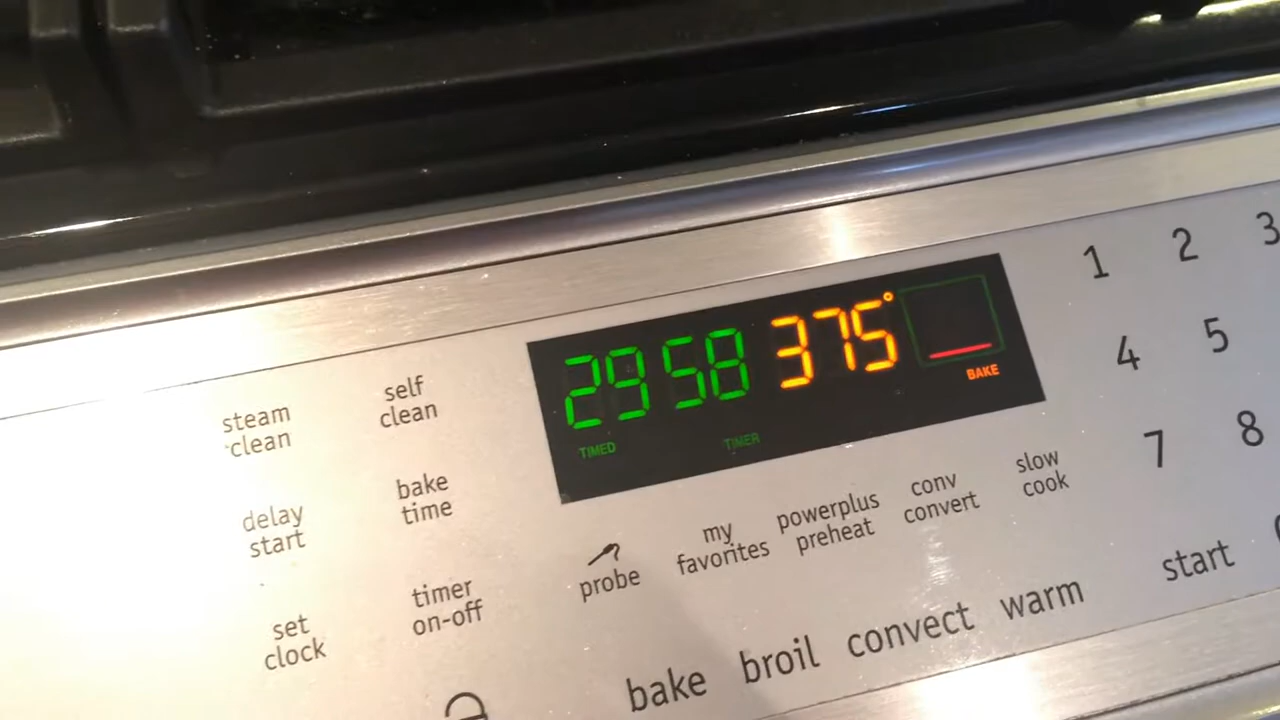 29 58 375°
BAKE
TIMED TIMER
steam
clean
self
clean
delay
start
bake
time
set
clock
timer
on-off
probe
my
favorites
powerplus
preheat
conv
convert
slow
cook
bake broil convect warm
start
1 2 3
4 5
7 8